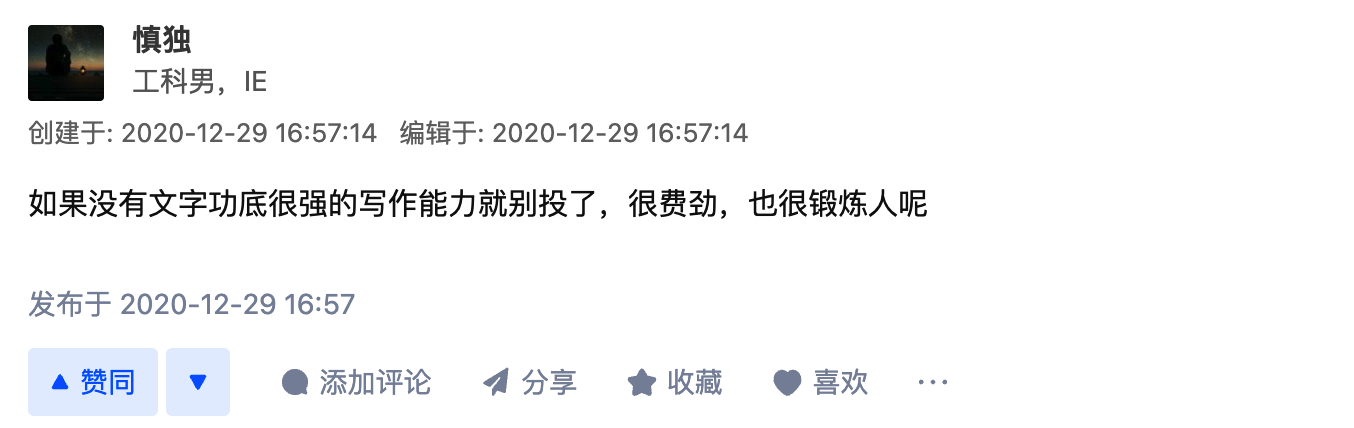 慎独
工科男，IE
创建于: 2020-12-29 16:57:14 编辑于: 2020-12-29 16:57:14
如果没有文字功底很强的写作能力就别投了，很费劲，也很锻炼人呢
发布于 2020-12-29 16:57
赞同 添加评论 分享 收藏 喜欢 ···